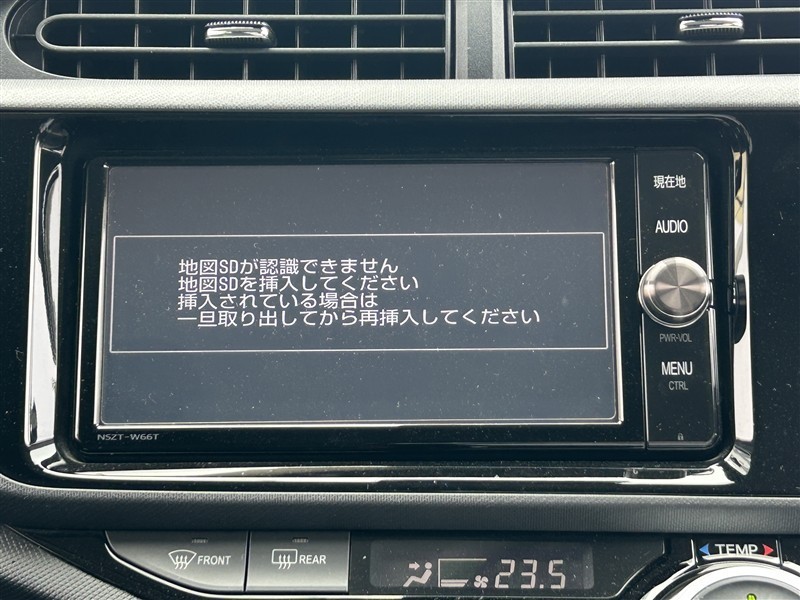 地図SDが認識できません
地図SDを挿入してください
挿入されている場合は
一旦取り出してから再挿入してください
現在地
AUDIO
PWR-VOL
MENU
CTRL
NSZT-W66T
FRONT
REAR
23.5
TEMP